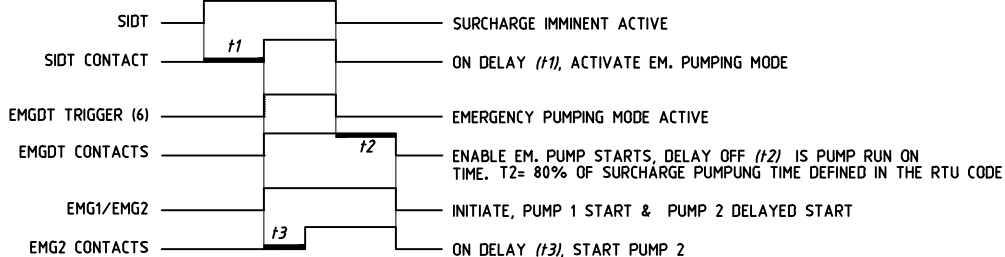 SIDT
SURCHARGE IMMINENT ACTIVE
t1
SIDT CONTACT
ON DELAY (t1), ACTIVATE EM. PUMPING MODE
EMGDT TRIGGER (6)
EMERGENCY PUMPING MODE ACTIVE
t2
EMGDT CONTACTS
ENABLE EM. PUMP STARTS, DELAY OFF (t2) IS PUMP RUN ON
TIME. T2= 80% OF SURCHARGE PUMPUNG TIME DEFINED IN THE RTU CODE
EMG1/EMG2
INITIATE, PUMP 1 START & PUMP 2 DELAYED START
t3
EMG2 CONTACTS
ON DELAY (t3), START PUMP 2